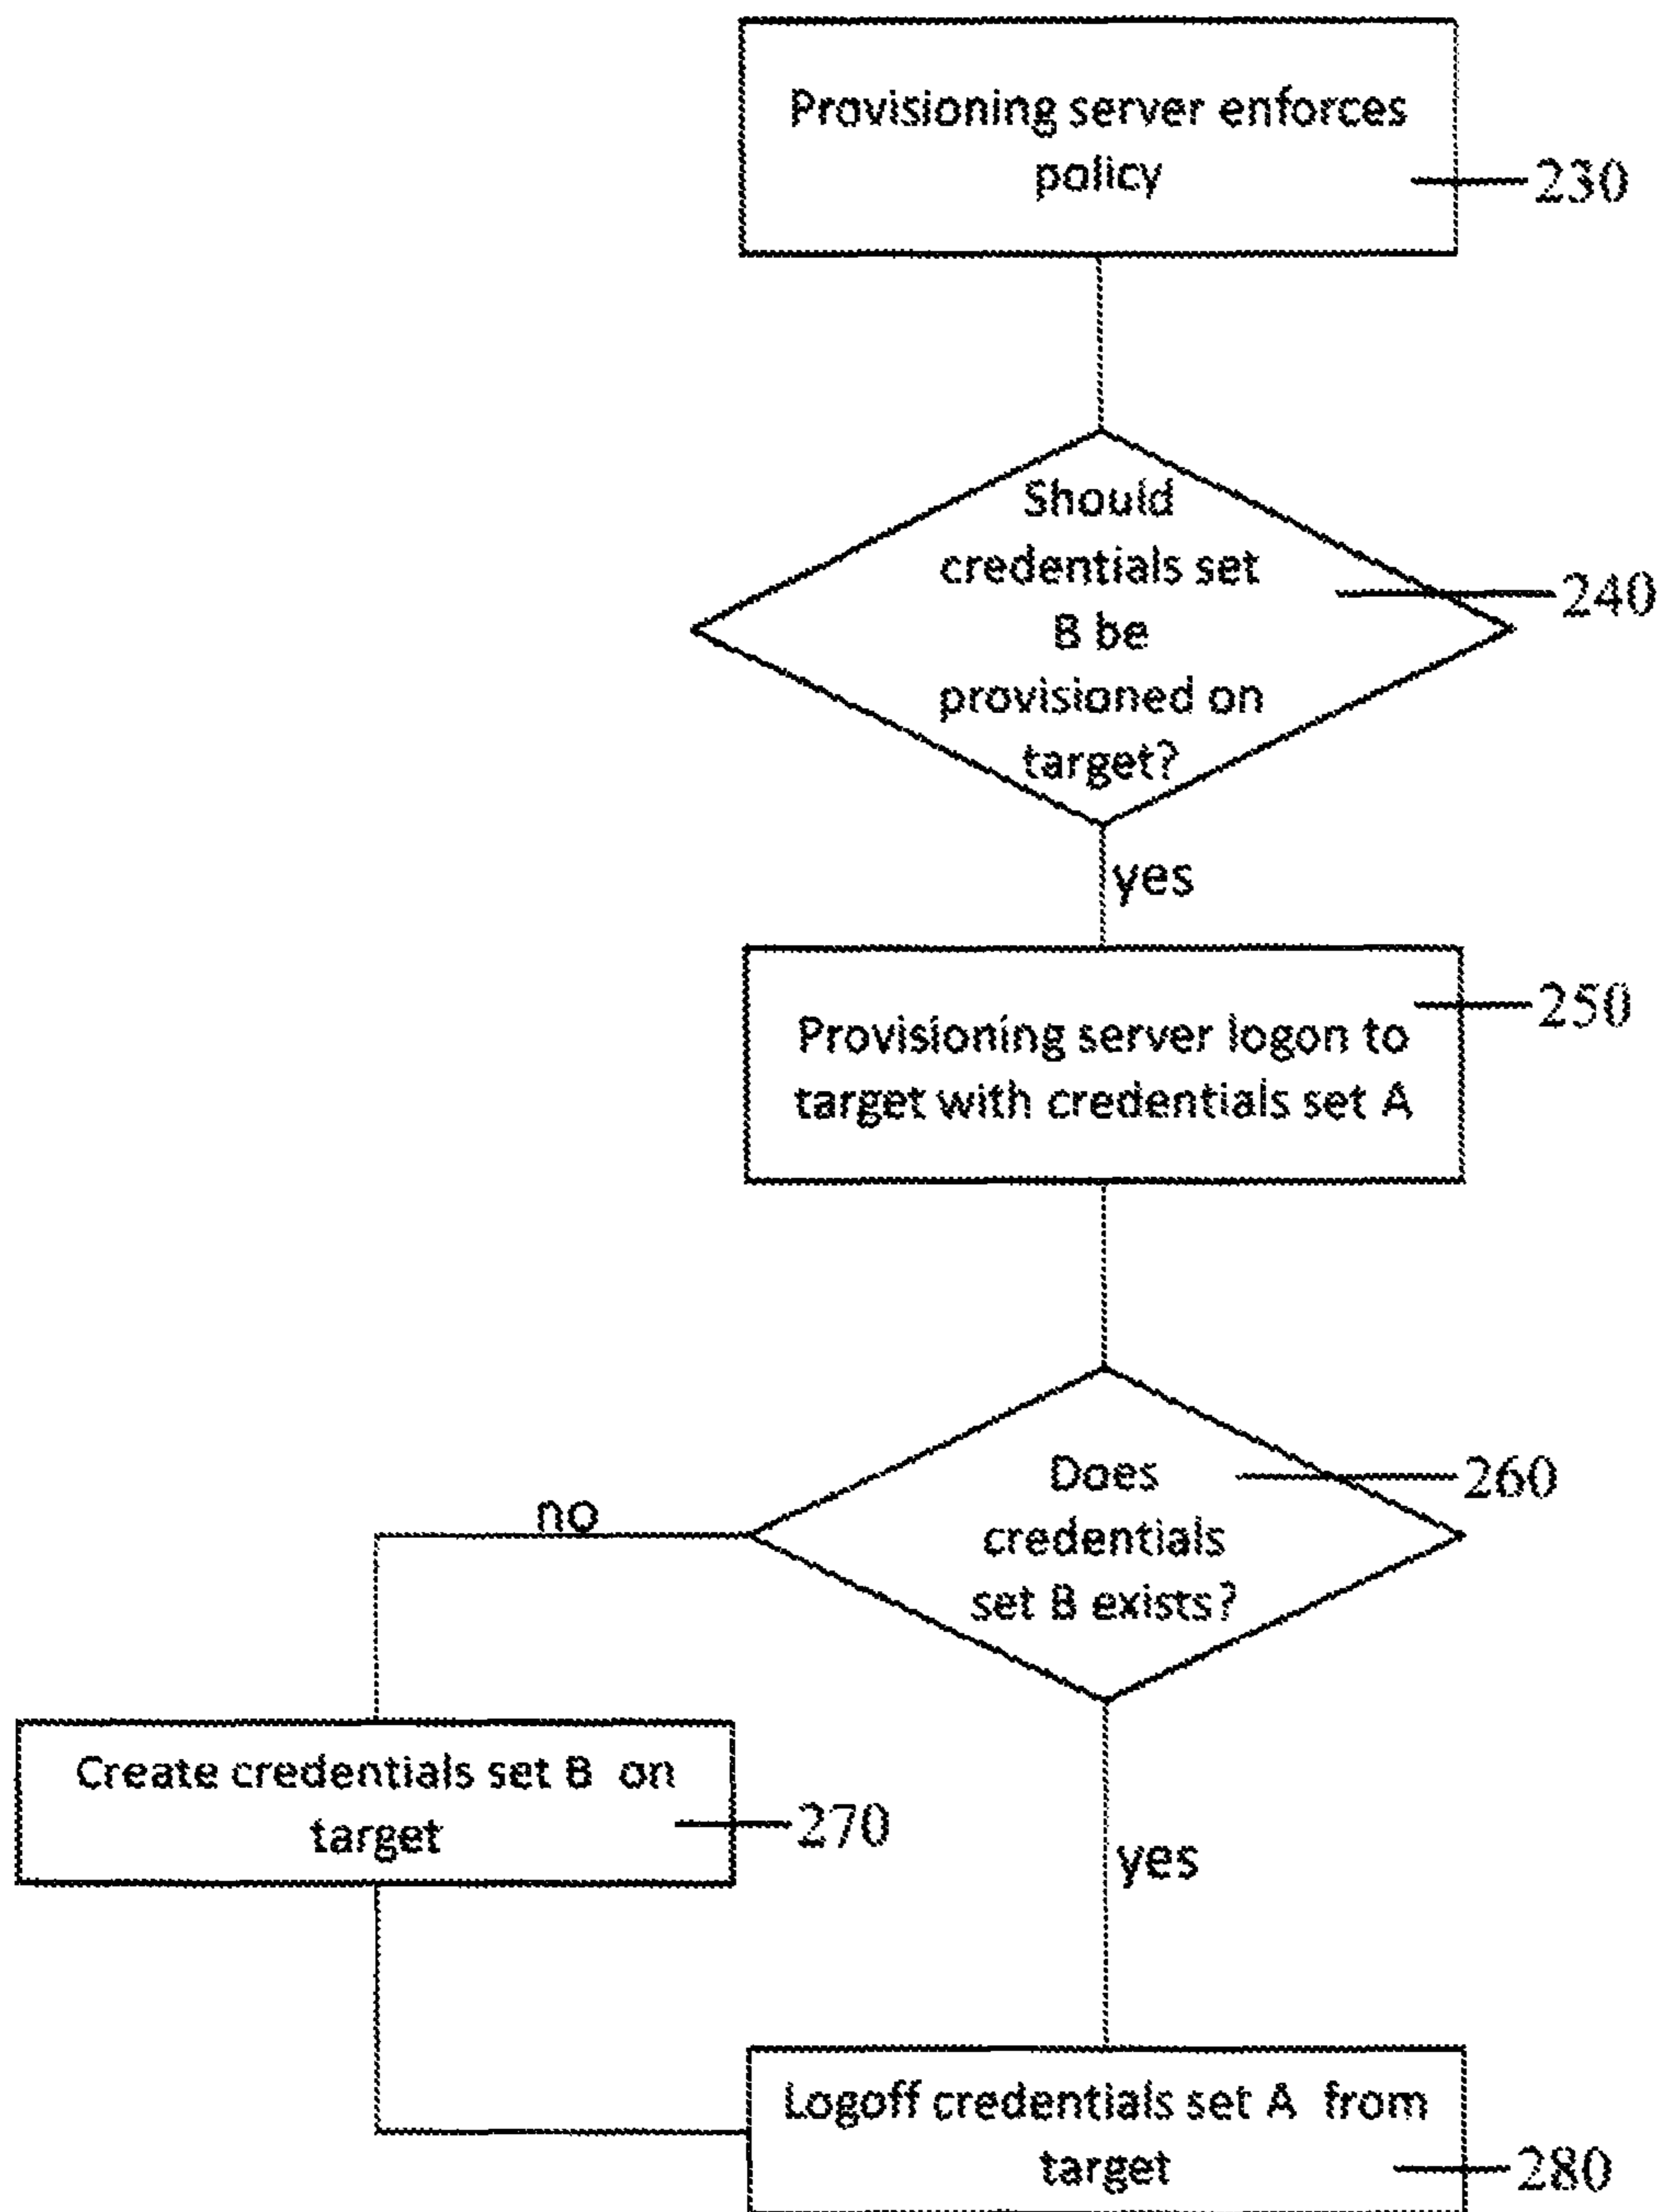 Provisioning server enforces
policy
230
Should
credentials set
B be
provisioned on
target?
240
yes
Provisioning server logon to
target with credentials set A
250
Does
credentials
set B exists?
260
no
Create credentials set B on
target
270
yes
Logoff credentials set A from
target
280